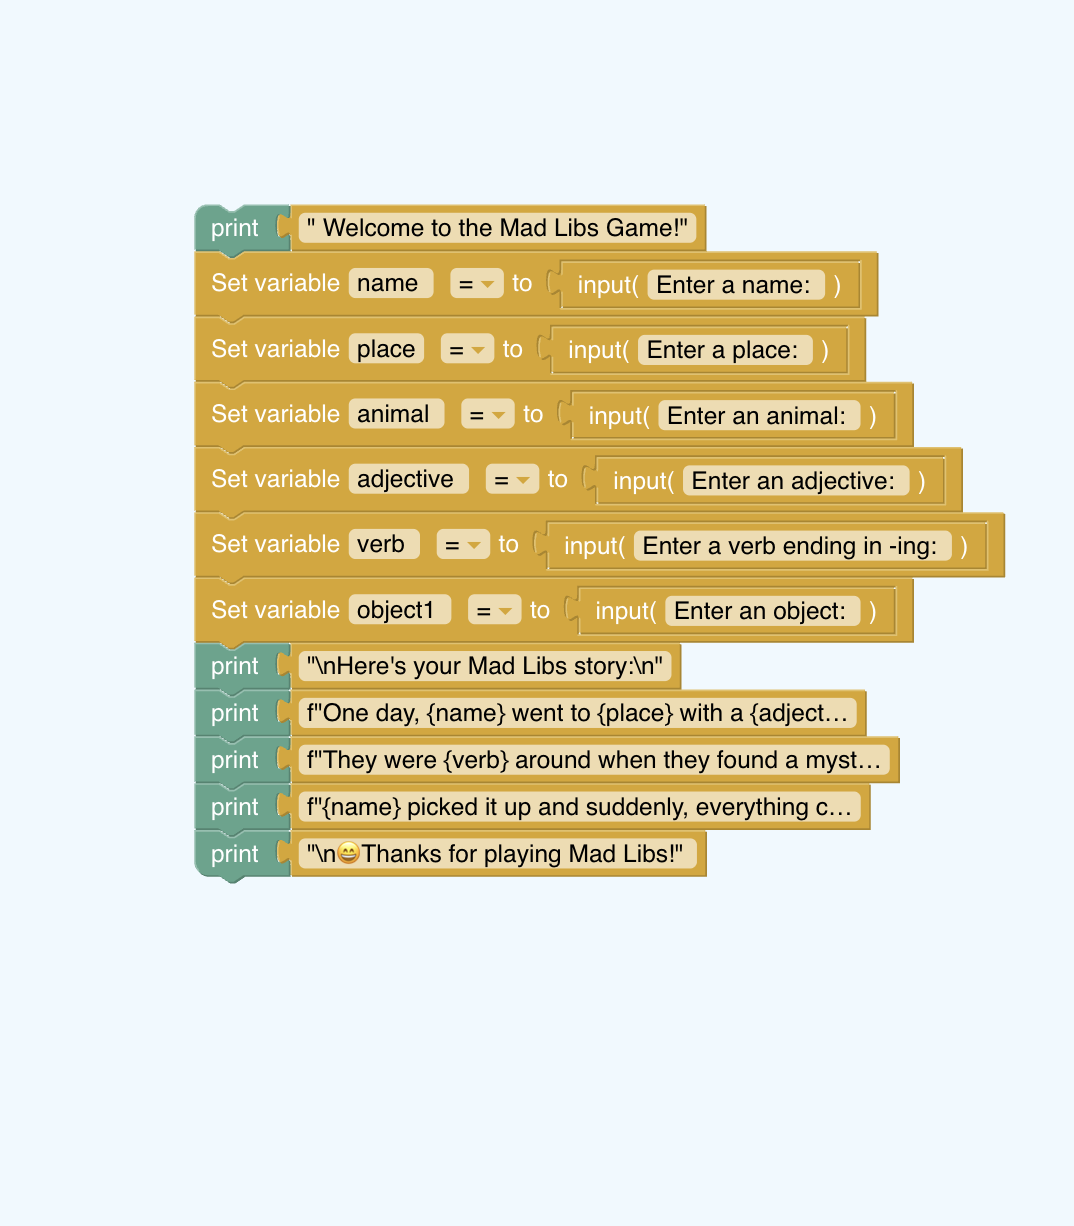 print " Welcome to the Mad Libs Game!"
Set variable name = to input( Enter a name: )
Set variable place = to input( Enter a place: )
Set variable animal = to input( Enter an animal: )
Set variable adjective = to input( Enter an adjective: )
Set variable verb = to input( Enter a verb ending in -ing: )
Set variable object1 = to input( Enter an object: )
print "\nHere's your Mad Libs story:\n"
print f"One day, {name} went to {place} with a {adject…
print f"They were {verb} around when they found a myst…
print f"{name} picked it up and suddenly, everything c…
print "\n😄Thanks for playing Mad Libs!"